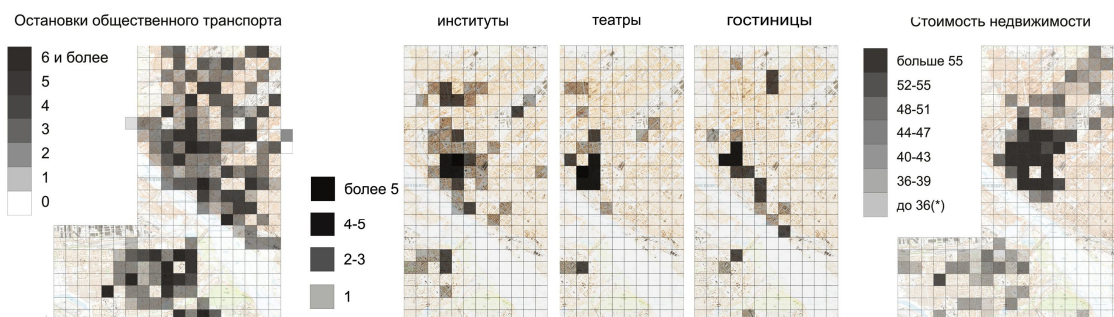 Остановки общественного транспорта
6 и более
5
4
3
2
1
0
институты
театры
гостиницы
более 5
4-5
2-3
1
Стоимость недвижимости
больше 55
52-55
48-51
44-47
40-43
36-39
до 36(*)